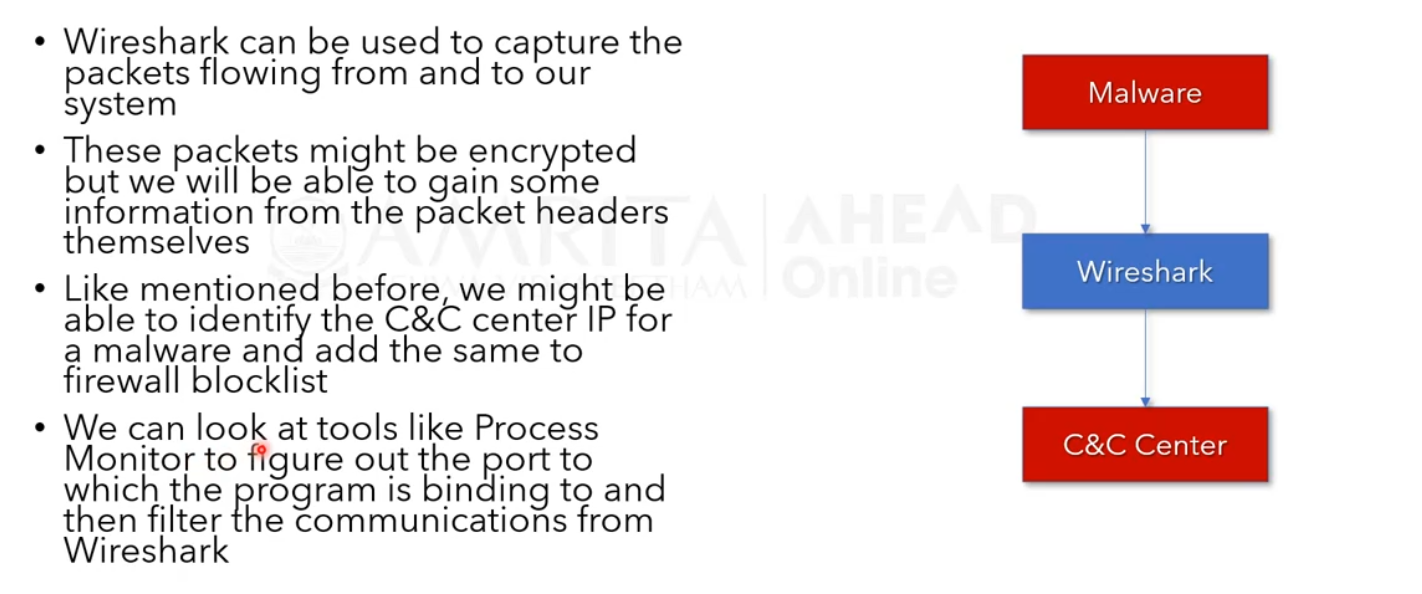 • Wireshark can be used to capture the
packets flowing from and to our
system
• These packets might be encrypted
but we will be able to gain some
information from the packet headers
themselves
• Like mentioned before, we might be
able to identify the C&C center IP for
a malware and add the same to
firewall blocklist
• We can look at tools like Process
Monitor to figure out the port to
which the program is binding to and
then filter the communications from
Wireshark
Malware
Wireshark
C&C Center
AMRITA
AHEAD
Online